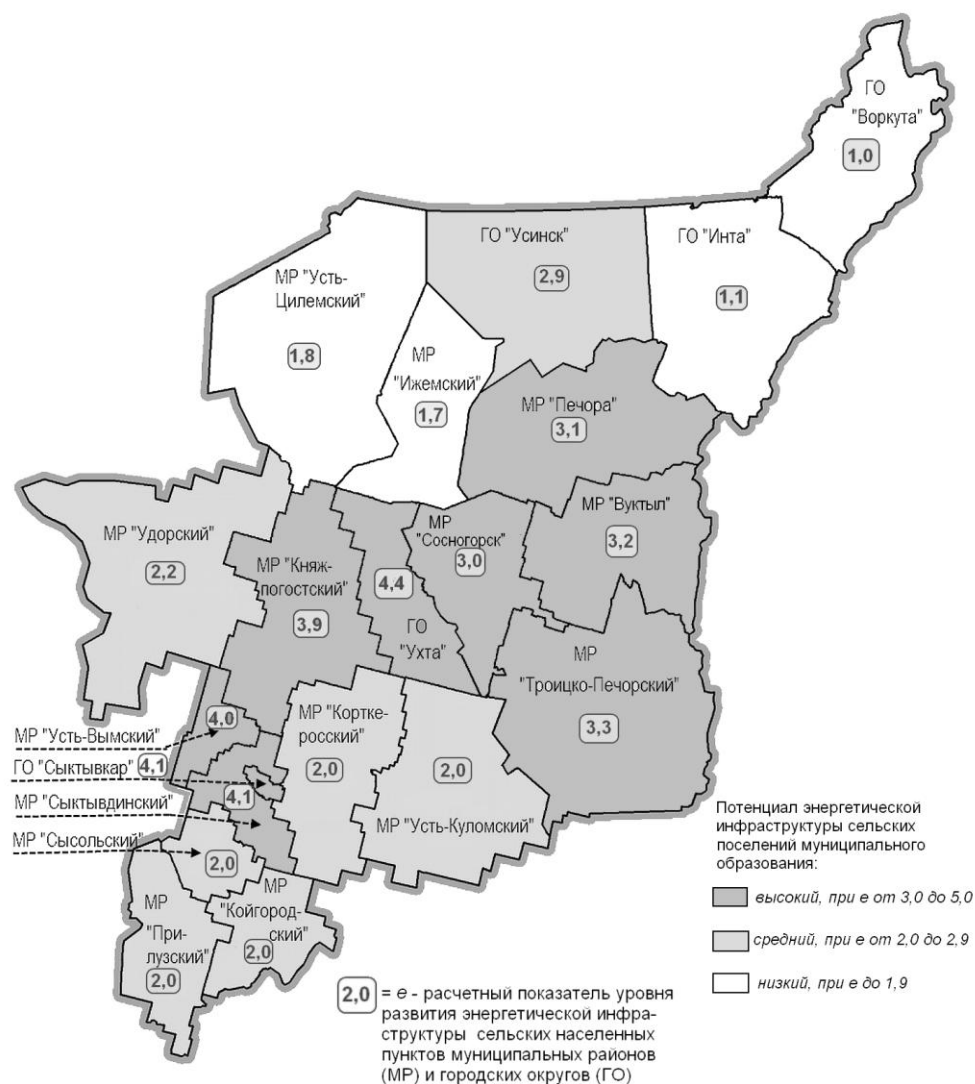 ГО
"Воркута"
1,0
ГО "Усинск"
2,9
ГО "Инта"
1,1
МР "Усть-
Цилемский"
1,8
МР
"Ижемский"
1,7
МР "Печора"
3,1
МР "Вуктыл"
3,2
МР "Удорский"
2,2
МР "Княж-
погостский"
3,9
4,4
ГО
"Ухта"
МР
"Сосногорск"
3,0
МР
"Троицко-Печорский"
3,3
МР "Усть-Вымский"
4,0
ГО "Сыктывкар"
4,1
МР "Сыктывдинский"
4,1
МР "Сысольский"
2,0
МР "Кортке-
росский"
2,0
2,0
МР "Усть-Куломский"
МР
"При-
лузский"
2,0
МР
"Койгород-
ский"
2,0
Потенциал энергетической
инфраструктуры сельских
поселений муниципального
образования:
высокий, при е от 3,0 до 5,0
средний, при е от 2,0 до 2,9
низкий, при е до 1,9
2,0 = е - расчетный показатель уровня
развития энергетической инфра-
структуры сельских населенных
пунктов муниципальных районов
(МР) и городских округов (ГО)